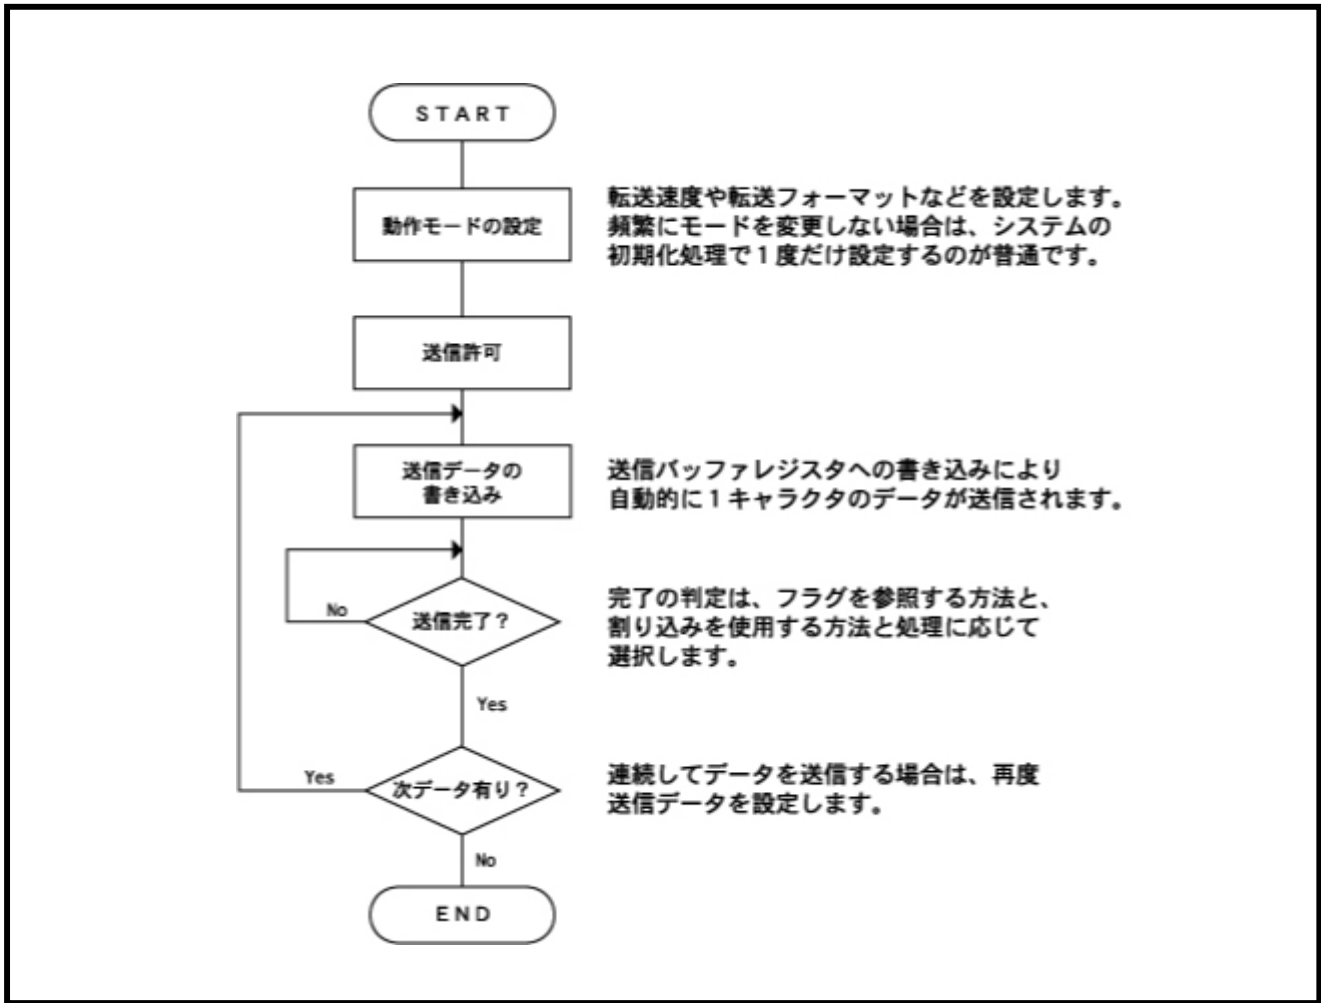 ＳＴＡＲＴ
動作モードの設定
転送速度や転送フォーマットなどを設定します。
頻繁にモードを変更しない場合は、システムの
初期化処理で１度だけ設定するのが普通です。
送信許可
送信データの
書き込み
送信バッファレジスタへの書き込みにより
自動的に１キャラクタのデータが送信されます。
No
送信完了？
完了の判定は、フラグを参照する方法と、
割り込みを使用する方法と処理に応じて
選択します。
Yes
Yes
次データ有り？
連続してデータを送信する場合は、再度
送信データを設定します。
No
ＥＮＤ